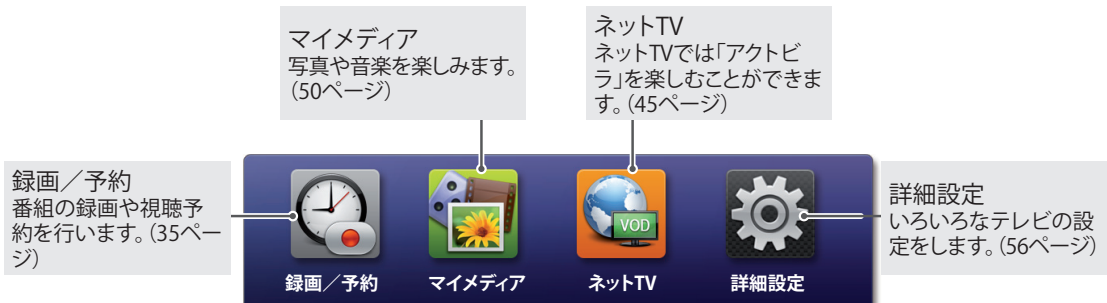 マイメディア
写真や音楽を楽しみます。
(50ページ)
ネットTV
ネットTVでは「アクトビ
ラ」を楽しむことができま
す。(45ページ)
録画／予約
番組の録画や視聴予
約を行います。(35ペー
ジ)
詳細設定
いろいろなテレビの設
定をします。(56ページ)
VOD
録画／予約
マイメディア
ネットTV
詳細設定